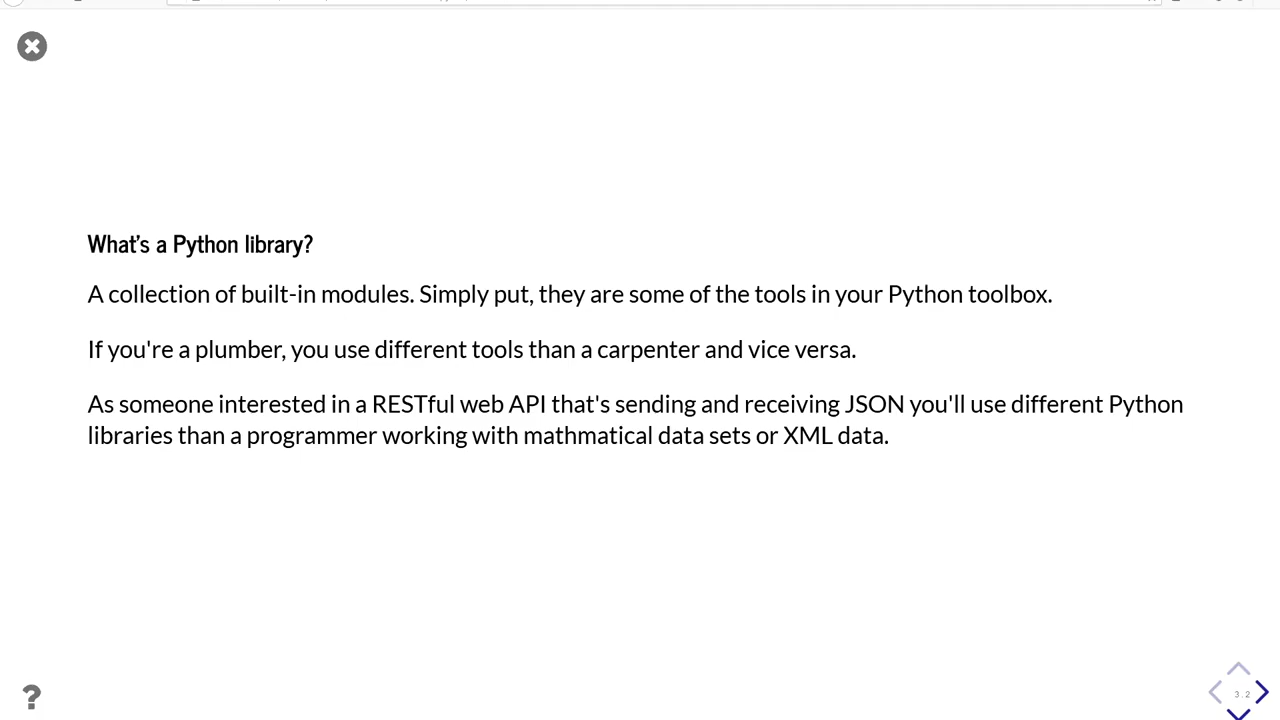 What's a Python library?
A collection of built-in modules. Simply put, they are some of the tools in your Python toolbox.
If you're a plumber, you use different tools than a carpenter and vice versa.
As someone interested in a RESTful web API that's sending and receiving JSON you'll use different Python
libraries than a programmer working with mathmatical data sets or XML data.
?
3.2